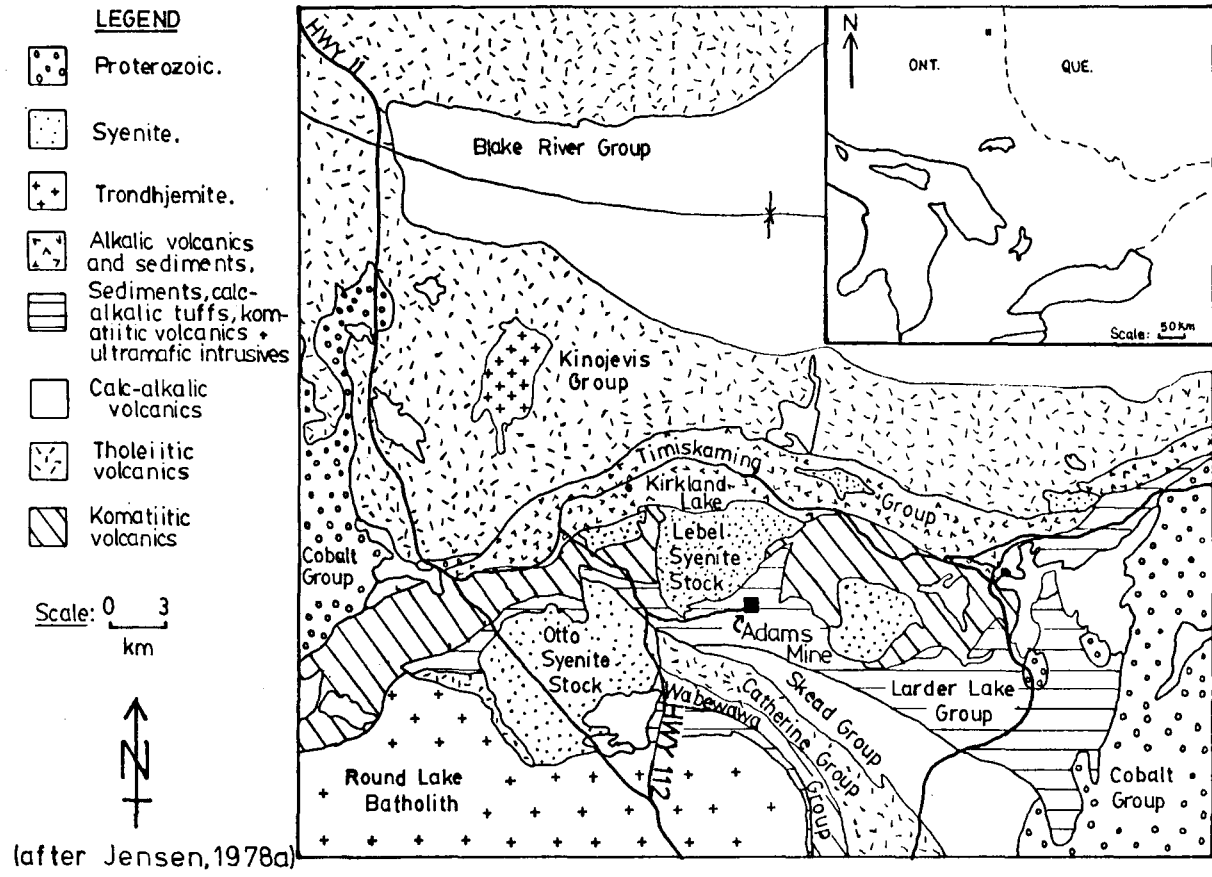 LEGEND
Proterozoic.
Syenite.
Trondhjemite.
Alkalic volcanics
and sediments.
Sediments, calc-
alkalic tuffs, kom-
atiitic volcanics +
ultramafic intrusives
Calc-alkalic
volcanics
Tholeiitic
volcanics
Komatiitic
volcanics
Scale: 0 3
km
N
(after Jensen, 1978a)
HWY 11
Blake River Group
N
ONT.
QUE.
Scale: 50 km
Kinojevis
Group
Timiskaming
Group
Kirkland
Lake
Lebel
Syenite
Stock
Cobalt
Group
Adams
Mine
Otto
Syenite
Stock
Larder Lake
Group
Skead Group
Catherine Group
Wabewawa
Group
HWY 112
Round Lake
Batholith
Cobalt
Group